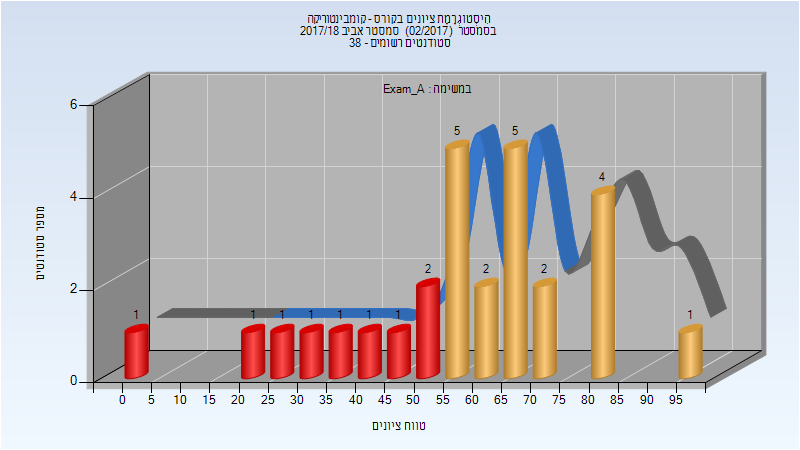 היסטוגרמת ציונים בקורס - קומבינטוריקה
בסמסטר (02/2017) סמסטר אביב 2017/18
סטודנטים רשומים - 38
במשימה : Exam_A
מספר סטודנטים
6
4
2
0
1
1
1
1
1
1
1
2
5
2
5
2
4
1
0 5 10 15 20 25 30 35 40 45 50 55 60 65 70 75 80 85 90 95
טווח ציונים